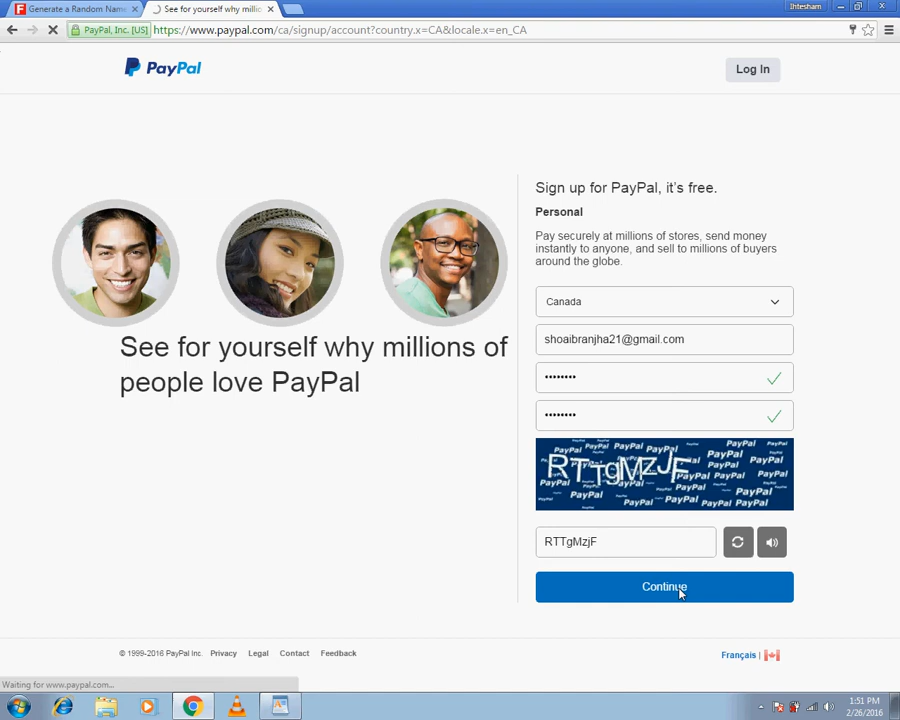 Generate a Random Name
See for yourself why millio
Intesham
PayPal, Inc. [US]
https://www.paypal.com/ca/signup/account?country.x=CA&locale.x=en_CA
PayPal
Log In
See for yourself why millions of
people love PayPal
Sign up for PayPal, it's free.
Personal
Pay securely at millions of stores, send money
instantly to anyone, and sell to millions of buyers
around the globe.
Canada
shoaibranjha21@gmail.com
RTTgMzjF
Continue
© 1999-2016 PayPal Inc. Privacy Legal Contact Feedback
Français |
Waiting for www.paypal.com...
1:51 PM
2/26/2016